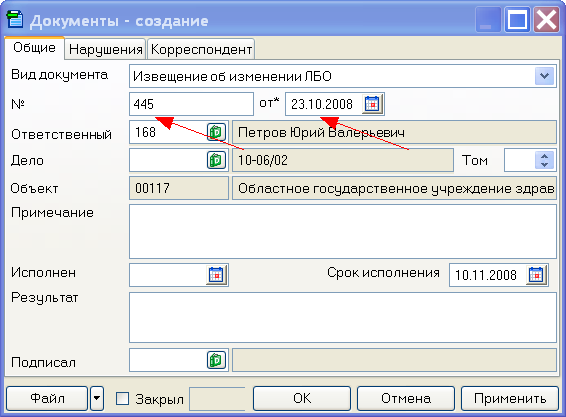 Документы - создание
Общие Нарушения Корреспондент
Вид документа Извещение об изменении ЛБО
№ 445 от* 23.10.2008
Ответственный 168 Петров Юрий Валерьевич
Дело 10-06/02 Том
Объект 00117 Областное государственное учреждение здрав
Примечание
Исполнен Срок исполнения 10.11.2008
Результат
Подписал
Файл Закрыл OK Отмена Применить